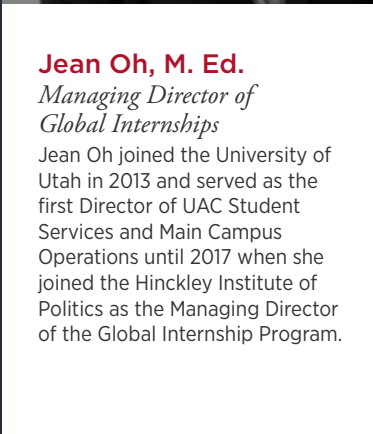 Jean Oh, M. Ed.
Managing Director of
Global Internships
Jean Oh joined the University of
Utah in 2013 and served as the
first Director of UAC Student
Services and Main Campus
Operations until 2017 when she
joined the Hinckley Institute of
Politics as the Managing Director
of the Global Internship Program.